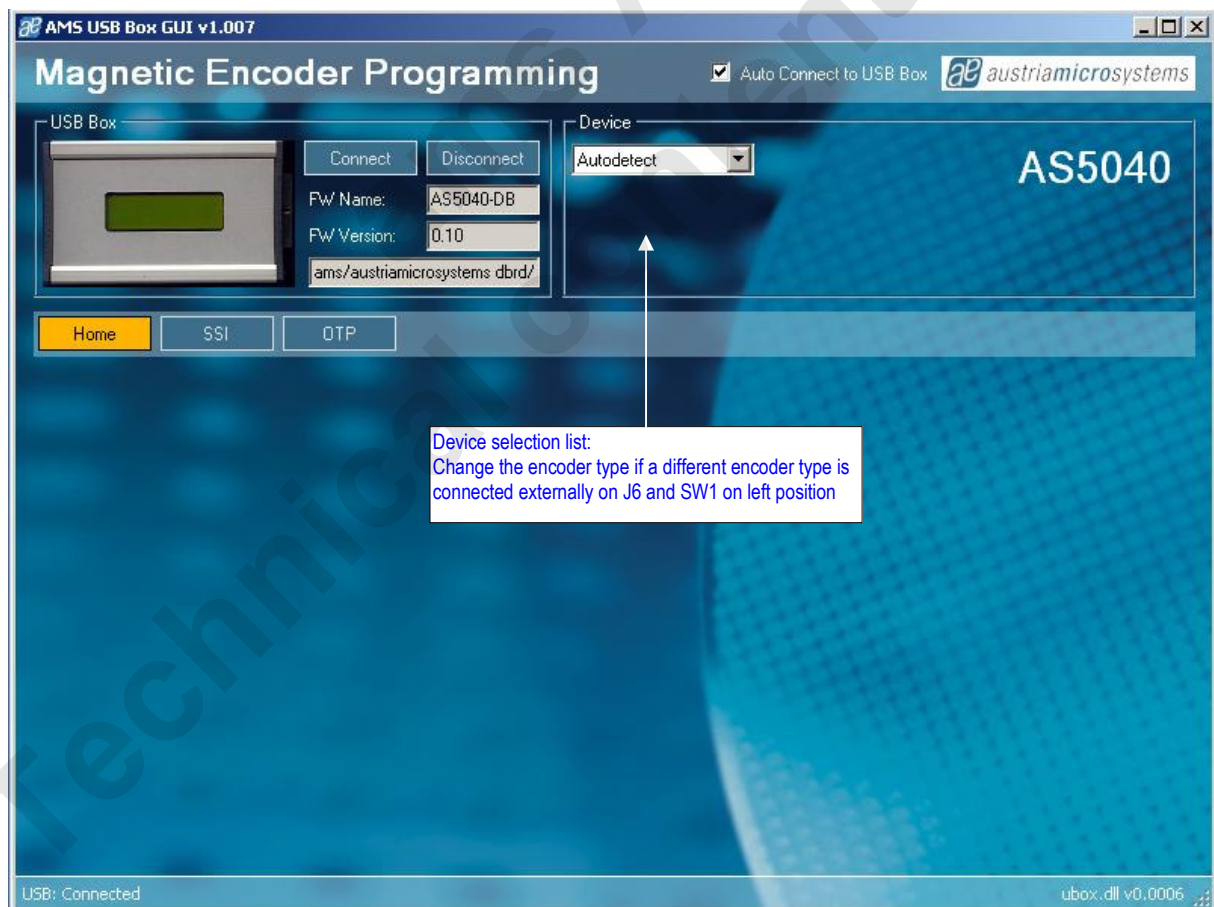 AMS USB Box GUI v1.007
Magnetic Encoder Programming
Auto Connect to USB Box
austriamicrosystems
USB Box
Connect
Disconnect
FW Name:
AS5040-DB
FW Version:
0.10
ams/austriamicrosystems dbrd/
Device
Autodetect
AS5040
Home
SSI
OTP
Device selection list:
Change the encoder type if a different encoder type is
connected externally on J6 and SW1 on left position
USB: Connected
ubox.dll v0.0006
Technical content